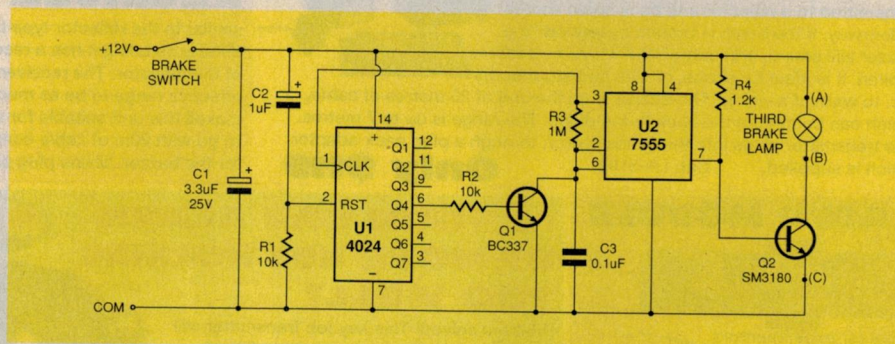 +12V
BRAKE
SWITCH
C2
1uF
C1
3.3uF
25V
R1
10k
14
+
1
CLK
2
RST
U1
4024
Q1 12
Q2 11
Q3 9
Q4 6
Q5 5
Q6 4
Q7 3
−
7
R2
10k
Q1
BC337
R3
1M
C3
0.1uF
8
4
3
2
6
U2
7555
7
R4
1.2k
(A)
THIRD
BRAKE
LAMP
(B)
Q2
SM3180
(C)
COM